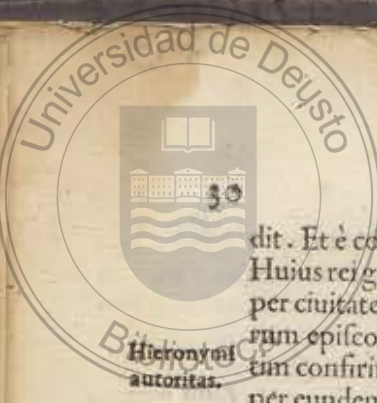 Universidad de Deusto
Biblioteca
30
dit. Et è co
Huius rei g
per ciuitate
rum episco
Hieronymi
autoritas.
tim confirm
per eundem